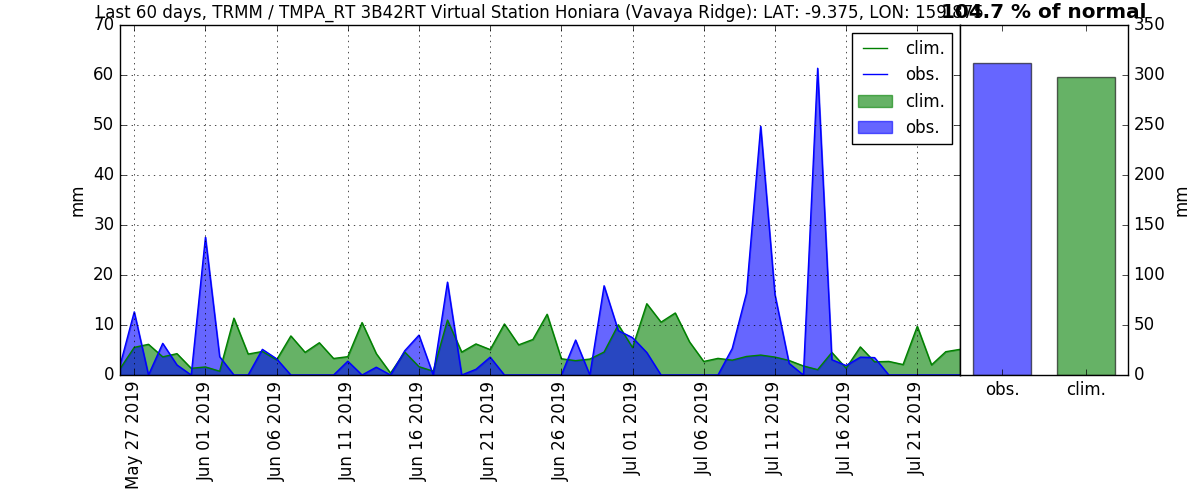 Last 60 days, TRMM / TMPA_RT 3B42RT Virtual Station Honiara (Vavaya Ridge): LAT: -9.375, LON:
104.7 % of normal
70
60
50
40
30
20
10
0
mm
clim.
obs.
clim.
obs.
350
300
250
200
150
100
50
0
mm
May 27 2019
Jun 01 2019
Jun 06 2019
Jun 11 2019
Jun 16 2019
Jun 21 2019
Jun 26 2019
Jul 01 2019
Jul 06 2019
Jul 11 2019
Jul 16 2019
Jul 21 2019
obs.
clim.